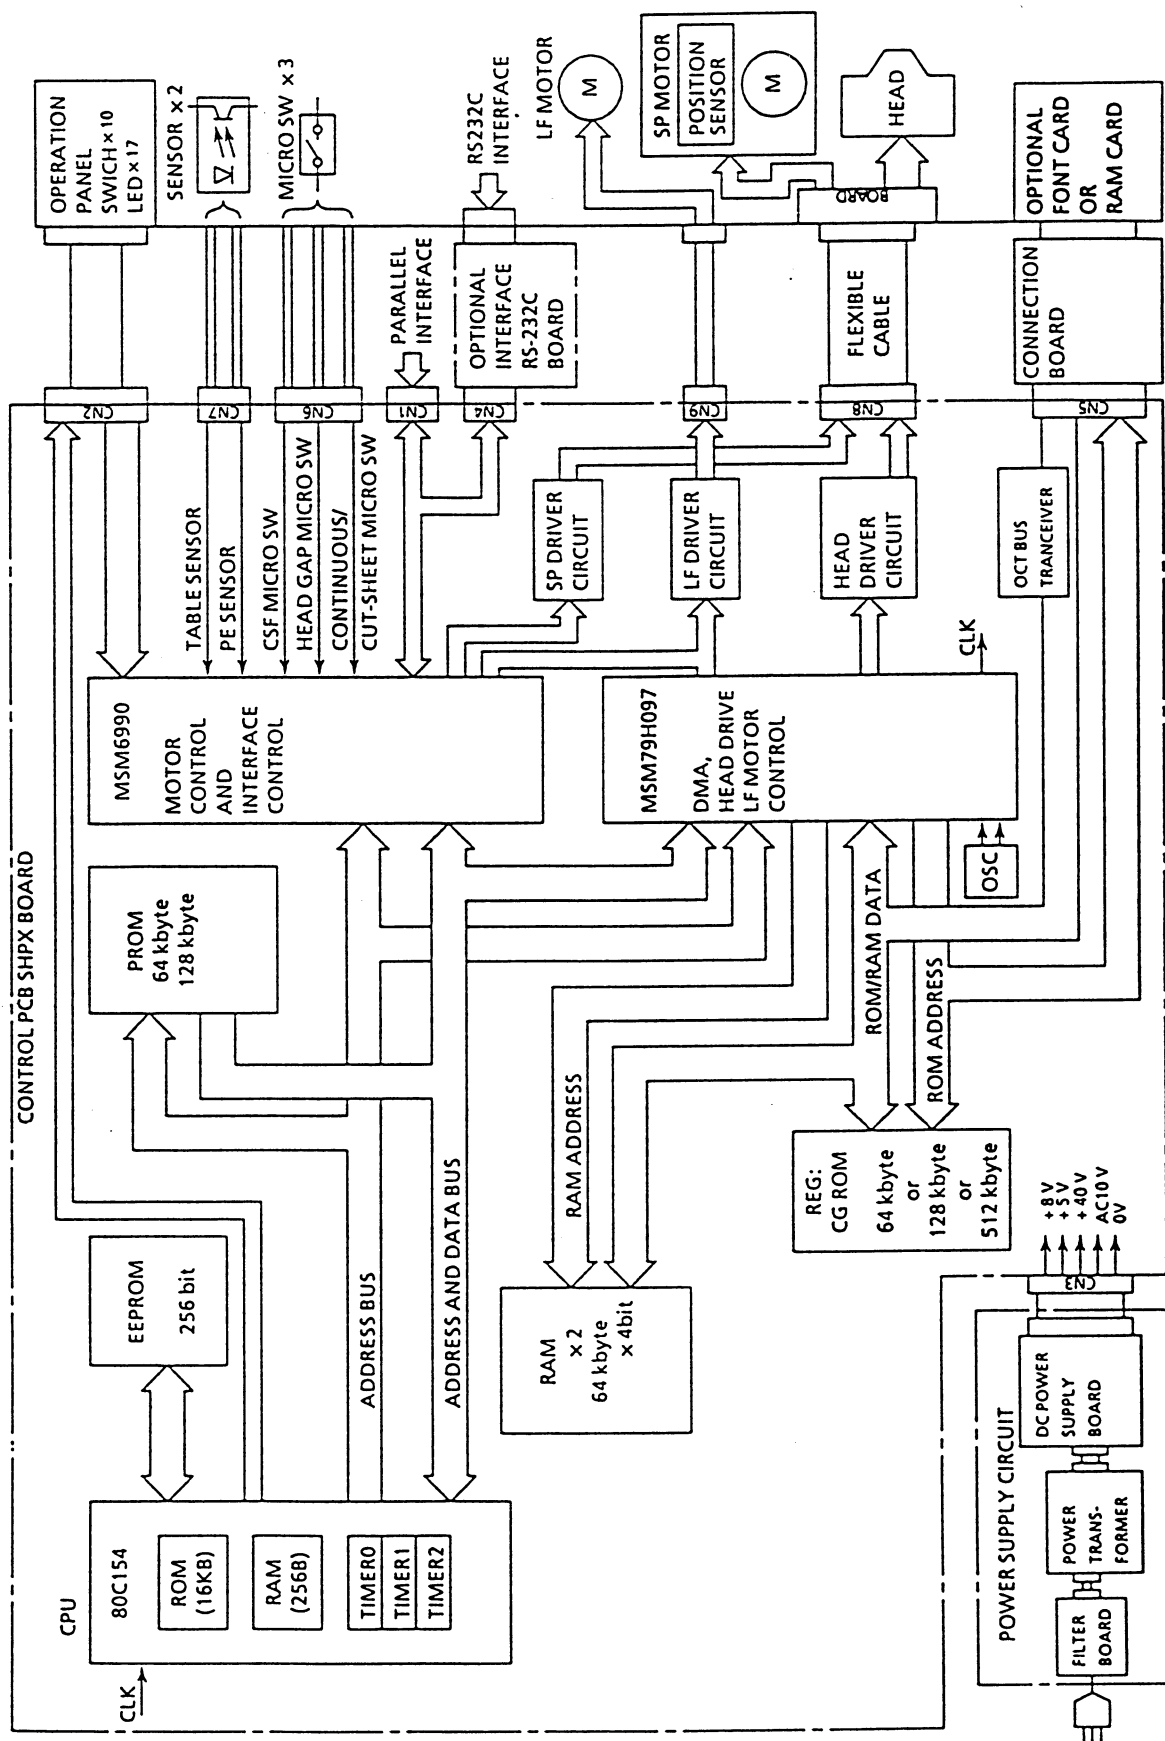 CONTROL PCB SHPX BOARD
CPU
80C154
ROM
(16KB)
RAM
(256B)
TIMER0
TIMER1
TIMER2
CLK
EEPROM
256 bit
PROM
64 kbyte
128 kbyte
ADDRESS BUS
ADDRESS AND DATA BUS
MSM6990
MOTOR
CONTROL
AND
INTERFACE
CONTROL
MSM79H097
DMA,
HEAD DRIVE
LF MOTOR
CONTROL
OSC
CLK
RAM
× 2
64 kbyte
× 4bit
RAM ADDRESS
ROM/RAM DATA
ROM ADDRESS
REG:
CG ROM
64 kbyte
or
128 kbyte
or
512 kbyte
TABLE SENSOR
PE SENSOR
CSF MICRO SW
HEAD GAP MICRO SW
CONTINUOUS/
CUT-SHEET MICRO SW
SP DRIVER
CIRCUIT
LF DRIVER
CIRCUIT
HEAD
DRIVER
CIRCUIT
OCT BUS
TRANCEIVER
CN2
CN7
CN6
CN1
CN4
CN9
CN8
CN5
OPERATION
PANEL
SWICH × 10
LED × 17
SENSOR × 2
MICRO SW × 3
PARALLEL
INTERFACE
OPTIONAL
INTERFACE
RS-232C
BOARD
RS232C
INTERFACE
LF MOTOR
M
SP MOTOR
POSITION
SENSOR
M
HEAD
BOARD
FLEXIBLE
CABLE
CONNECTION
BOARD
OPTIONAL
FONT CARD
OR
RAM CARD
POWER SUPPLY CIRCUIT
FILTER
BOARD
POWER
TRANS-
FORMER
DC POWER
SUPPLY
BOARD
CN3
+8 V
+5 V
+40 V
AC10 V
0V